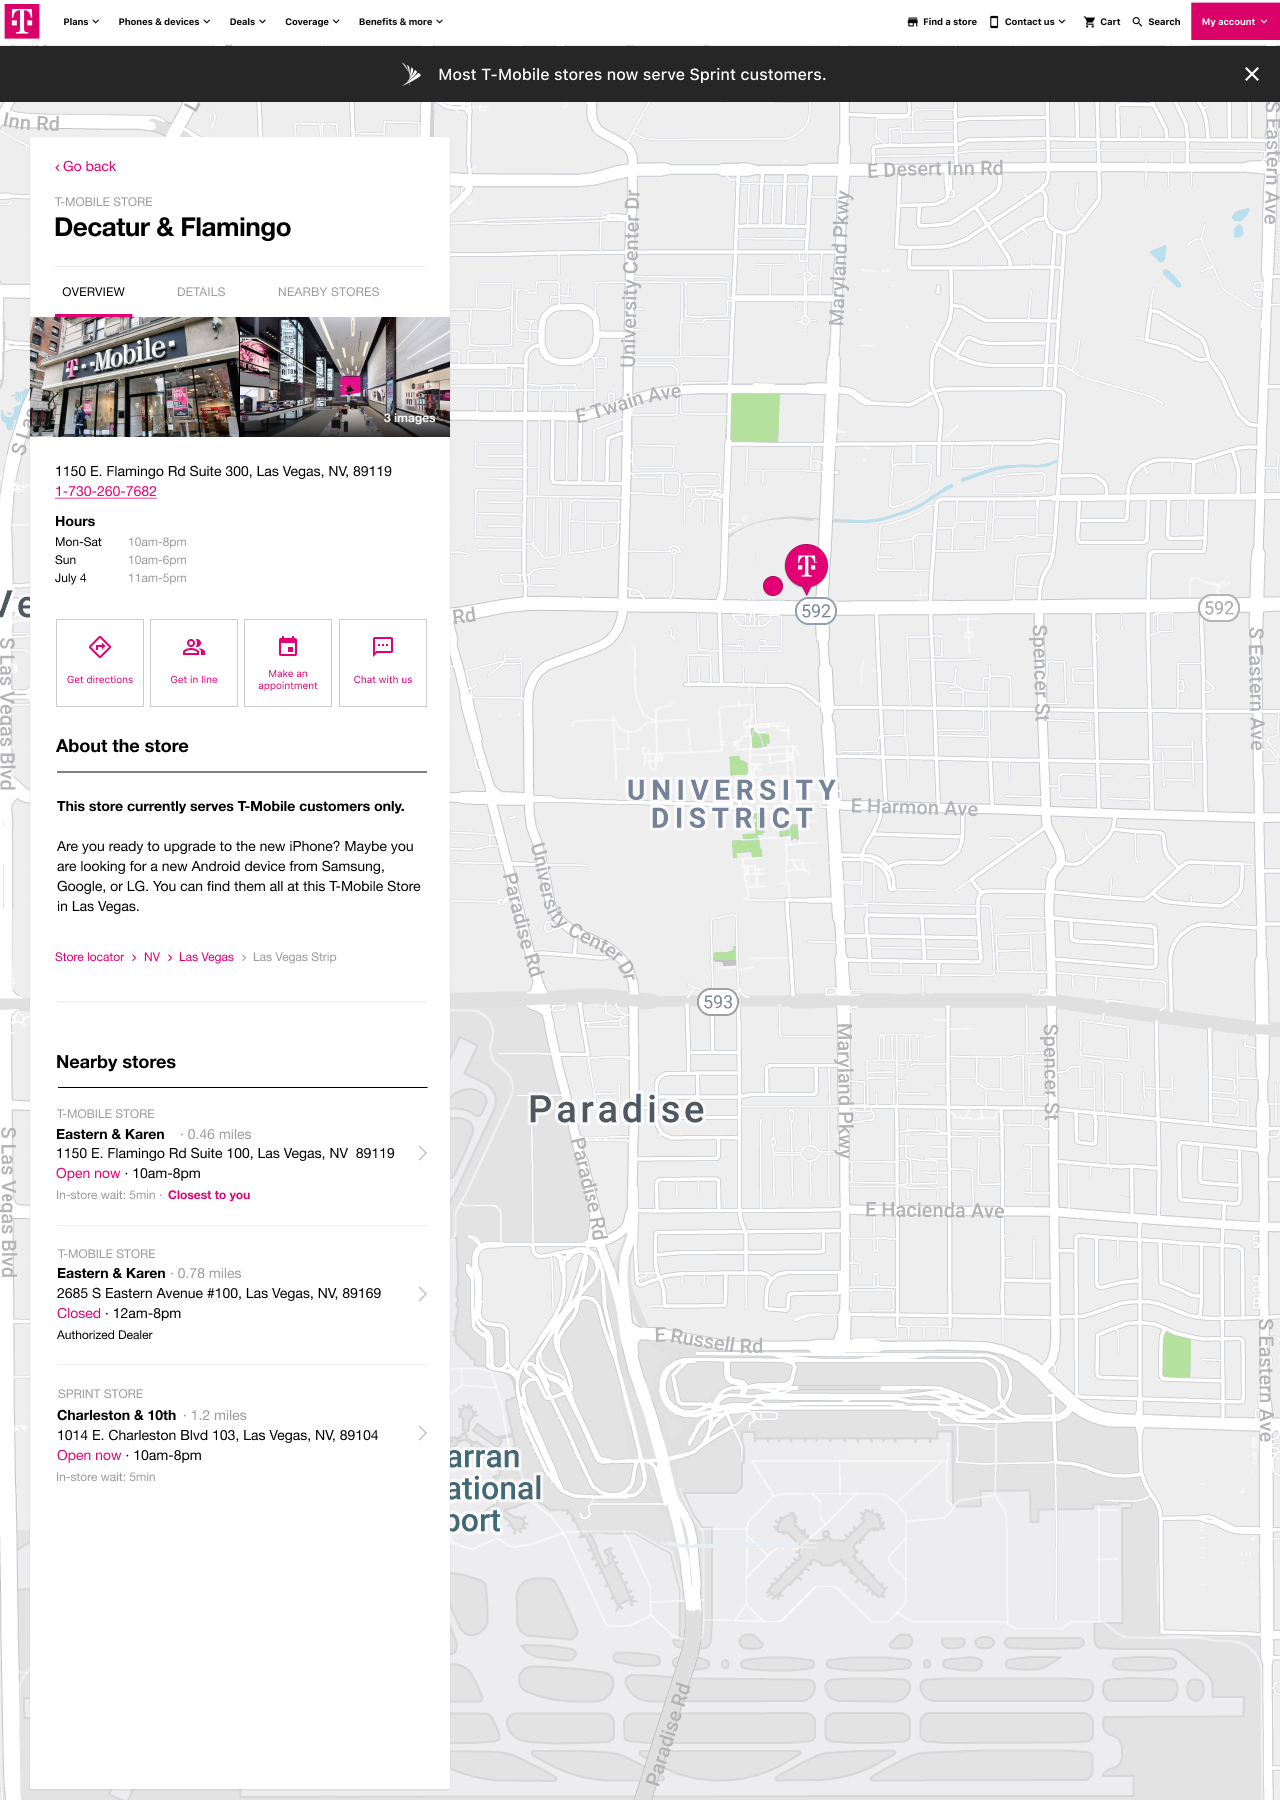 Plans
Phones & devices
Deals
Coverage
Benefits & more
Find a store
Contact us
Cart
Search
My account
Most T-Mobile stores now serve Sprint customers.
Inn Rd
‹ Go back
T-MOBILE STORE
Decatur & Flamingo
OVERVIEW
DETAILS
NEARBY STORES
T··Mobile·
3 images
1150 E. Flamingo Rd Suite 300, Las Vegas, NV, 89119
1-730-260-7682
Hours
Mon-Sat 10am-8pm
Sun 10am-6pm
July 4 11am-5pm
Get directions
Get in line
Make an
appointment
Chat with us
About the store
This store currently serves T-Mobile customers only.
Are you ready to upgrade to the new iPhone? Maybe you
are looking for a new Android device from Samsung,
Google, or LG. You can find them all at this T-Mobile Store
in Las Vegas.
Store locator › NV › Las Vegas › Las Vegas Strip
Nearby stores
T-MOBILE STORE
Eastern & Karen · 0.46 miles
1150 E. Flamingo Rd Suite 100, Las Vegas, NV 89119
Open now · 10am-8pm
In-store wait: 5min · Closest to you
T-MOBILE STORE
Eastern & Karen · 0.78 miles
2685 S Eastern Avenue #100, Las Vegas, NV, 89169
Closed · 12am-8pm
Authorized Dealer
SPRINT STORE
Charleston & 10th · 1.2 miles
1014 E. Charleston Blvd 103, Las Vegas, NV, 89104
Open now · 10am-8pm
In-store wait: 5min
E Desert Inn Rd
S Eastern Ave
University Center Dr
Maryland Pkwy
E Twain Ave
T
592
592
Rd
Ve
S Las Vegas Blvd
Spencer St
S Eastern Ave
UNIVERSITY
DISTRICT
E Harmon Ave
University Center Dr
Paradise Rd
593
Maryland Pkwy
Spencer St
Paradise
Paradise Rd
S Las Vegas Blvd
E Hacienda Ave
E Russell Rd
S Eastern Ave
arran
ational
port
Paradise Rd